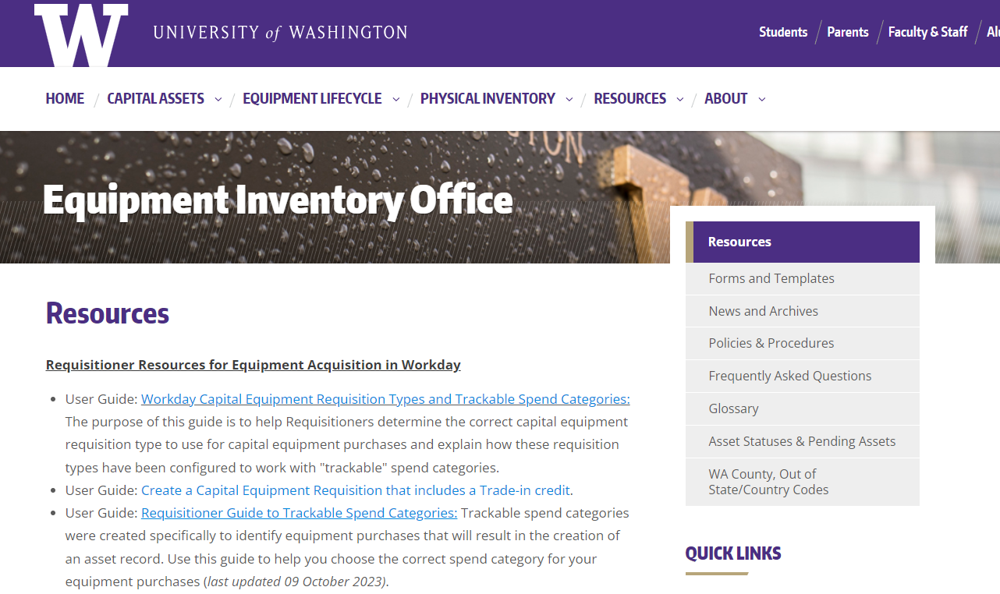 W
UNIVERSITY of WASHINGTON
Students
Parents
Faculty & Staff
HOME
CAPITAL ASSETS
EQUIPMENT LIFECYCLE
PHYSICAL INVENTORY
RESOURCES
ABOUT
Equipment Inventory Office
Resources
Forms and Templates
News and Archives
Policies & Procedures
Frequently Asked Questions
Glossary
Asset Statuses & Pending Assets
WA County, Out of
State/Country Codes
QUICK LINKS
Resources
Requisitioner Resources for Equipment Acquisition in Workday
• User Guide: Workday Capital Equipment Requisition Types and Trackable Spend Categories:
The purpose of this guide is to help Requisitioners determine the correct capital equipment
requisition type to use for capital equipment purchases and explain how these requisition
types have been configured to work with "trackable" spend categories.
• User Guide: Create a Capital Equipment Requisition that includes a Trade-in credit.
• User Guide: Requisitioner Guide to Trackable Spend Categories: Trackable spend categories
were created specifically to identify equipment purchases that will result in the creation of
an asset record. Use this guide to help you choose the correct spend category for your
equipment purchases (last updated 09 October 2023).